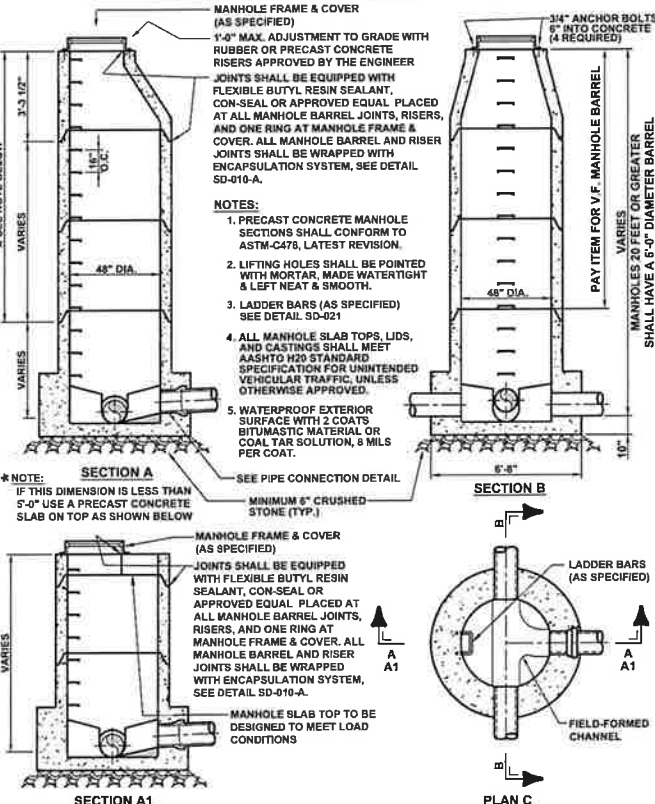 MANHOLE FRAME & COVER
(AS SPECIFIED)
1'-0" MAX. ADJUSTMENT TO GRADE WITH
RUBBER OR PRECAST CONCRETE
RISERS APPROVED BY THE ENGINEER
JOINTS SHALL BE EQUIPPED WITH
FLEXIBLE BUTYL RESIN SEALANT,
CON-SEAL OR APPROVED EQUAL PLACED
AT ALL MANHOLE BARREL JOINTS, RISERS,
AND ONE RING AT MANHOLE FRAME &
COVER. ALL MANHOLE BARREL AND RISER
JOINTS SHALL BE WRAPPED WITH
ENCAPSULATION SYSTEM, SEE DETAIL
SD-010-A.
NOTES:
1. PRECAST CONCRETE MANHOLE
SECTIONS SHALL CONFORM TO
ASTM-C478, LATEST REVISION.
2. LIFTING HOLES SHALL BE POINTED
WITH MORTAR, MADE WATERTIGHT
& LEFT NEAT & SMOOTH.
3. LADDER BARS (AS SPECIFIED)
SEE DETAIL SD-021
4. ALL MANHOLE SLAB TOPS, LIDS,
AND CASTINGS SHALL MEET
AASHTO H20 STANDARD
SPECIFICATION FOR UNINTENDED
VEHICULAR TRAFFIC, UNLESS
OTHERWISE APPROVED.
5. WATERPROOF EXTERIOR
SURFACE WITH 2 COATS
BITUMASTIC MATERIAL OR
COAL TAR SOLUTION, 8 MILS
PER COAT.
SEE PIPE CONNECTION DETAIL
MINIMUM 6" CRUSHED
STONE (TYP.)
3'-3 1/2"
VARIES
VARIES
16"
O.C.
48" DIA.
SECTION A
* NOTE:
IF THIS DIMENSION IS LESS THAN
5'-0" USE A PRECAST CONCRETE
SLAB ON TOP AS SHOWN BELOW
3/4" ANCHOR BOLTS
6" INTO CONCRETE
(4 REQUIRED)
48" DIA.
PAY ITEM FOR V.F. MANHOLE BARREL
VARIES
MANHOLES 20 FEET OR GREATER
SHALL HAVE A 5'-0" DIAMETER BARREL
10"
6'-8"
SECTION B
MANHOLE FRAME & COVER
(AS SPECIFIED)
JOINTS SHALL BE EQUIPPED
WITH FLEXIBLE BUTYL RESIN
SEALANT, CON-SEAL OR
APPROVED EQUAL PLACED AT
ALL MANHOLE BARREL JOINTS,
RISERS, AND ONE RING AT
MANHOLE FRAME & COVER. ALL
MANHOLE BARREL AND RISER
JOINTS SHALL BE WRAPPED
WITH ENCAPSULATION SYSTEM,
SEE DETAIL SD-010-A.
MANHOLE SLAB TOP TO BE
DESIGNED TO MEET LOAD
CONDITIONS
VARIES
SECTION A1
B
LADDER BARS
(AS SPECIFIED)
A
A1
A
A1
FIELD-FORMED
CHANNEL
B
PLAN C